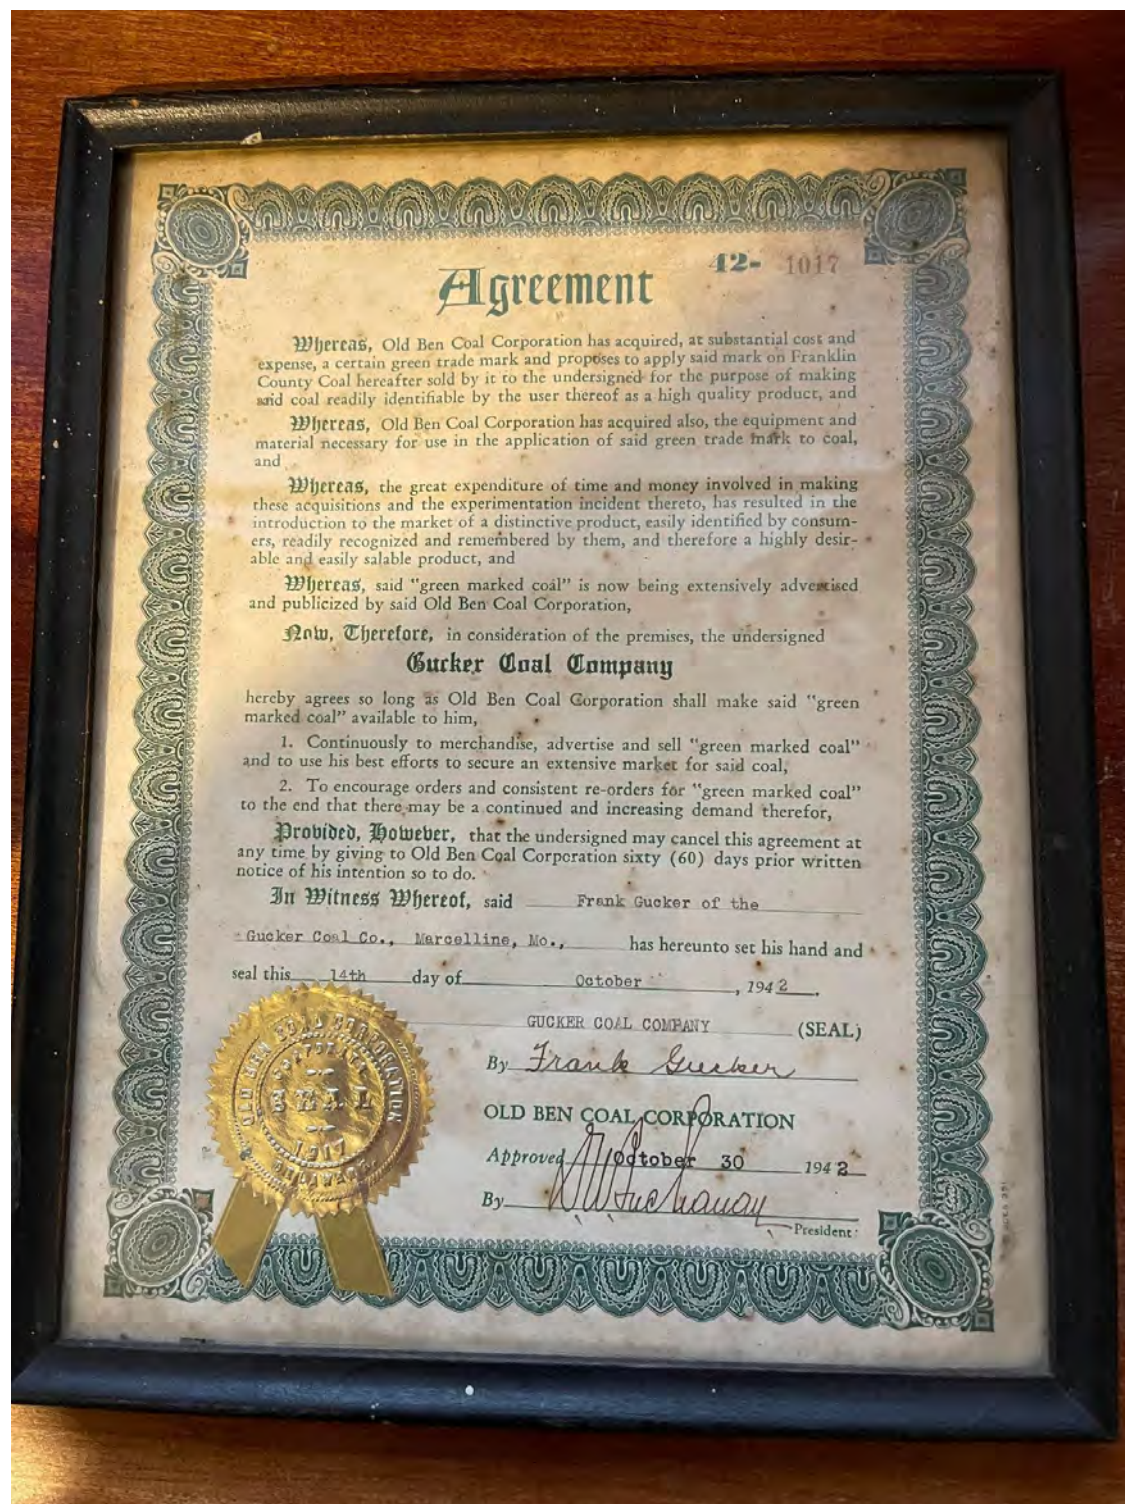 42- 1017
Agreement
Whereas, Old Ben Coal Corporation has acquired, at substantial cost and
expense, a certain green trade mark and proposes to apply said mark on Franklin
County Coal hereafter sold by it to the undersigned for the purpose of making
said coal readily identifiable by the user thereof as a high quality product, and
Whereas, Old Ben Coal Corporation has acquired also, the equipment and
material necessary for use in the application of said green trade mark to coal,
and
Whereas, the great expenditure of time and money involved in making
these acquisitions and the experimentation incident thereto, has resulted in the
introduction to the market of a distinctive product, easily identified by consum-
ers, readily recognized and remembered by them, and therefore a highly desir-
able and easily salable product, and
Whereas, said "green marked coal" is now being extensively advertised
and publicized by said Old Ben Coal Corporation,
Now, Therefore, in consideration of the premises, the undersigned
Gucker Coal Company
hereby agrees so long as Old Ben Coal Corporation shall make said "green
marked coal" available to him,
1. Continuously to merchandise, advertise and sell "green marked coal"
and to use his best efforts to secure an extensive market for said coal,
2. To encourage orders and consistent re-orders for "green marked coal"
to the end that there may be a continued and increasing demand therefor,
Provided, However, that the undersigned may cancel this agreement at
any time by giving to Old Ben Coal Corporation sixty (60) days prior written
notice of his intention so to do.
In Witness Whereof, said Frank Gucker of the
Gucker Coal Co., Marcelline, Mo., has hereunto set his hand and
seal this 14th day of October, 1942.
GUCKER COAL COMPANY (SEAL)
By Frank Gucker
OLD BEN COAL CORPORATION
Approved October 30 1942
By DW Buchanan
President
OLD BEN COAL CORPORATION
CORPORATE
SEAL
1917
DELAWARE